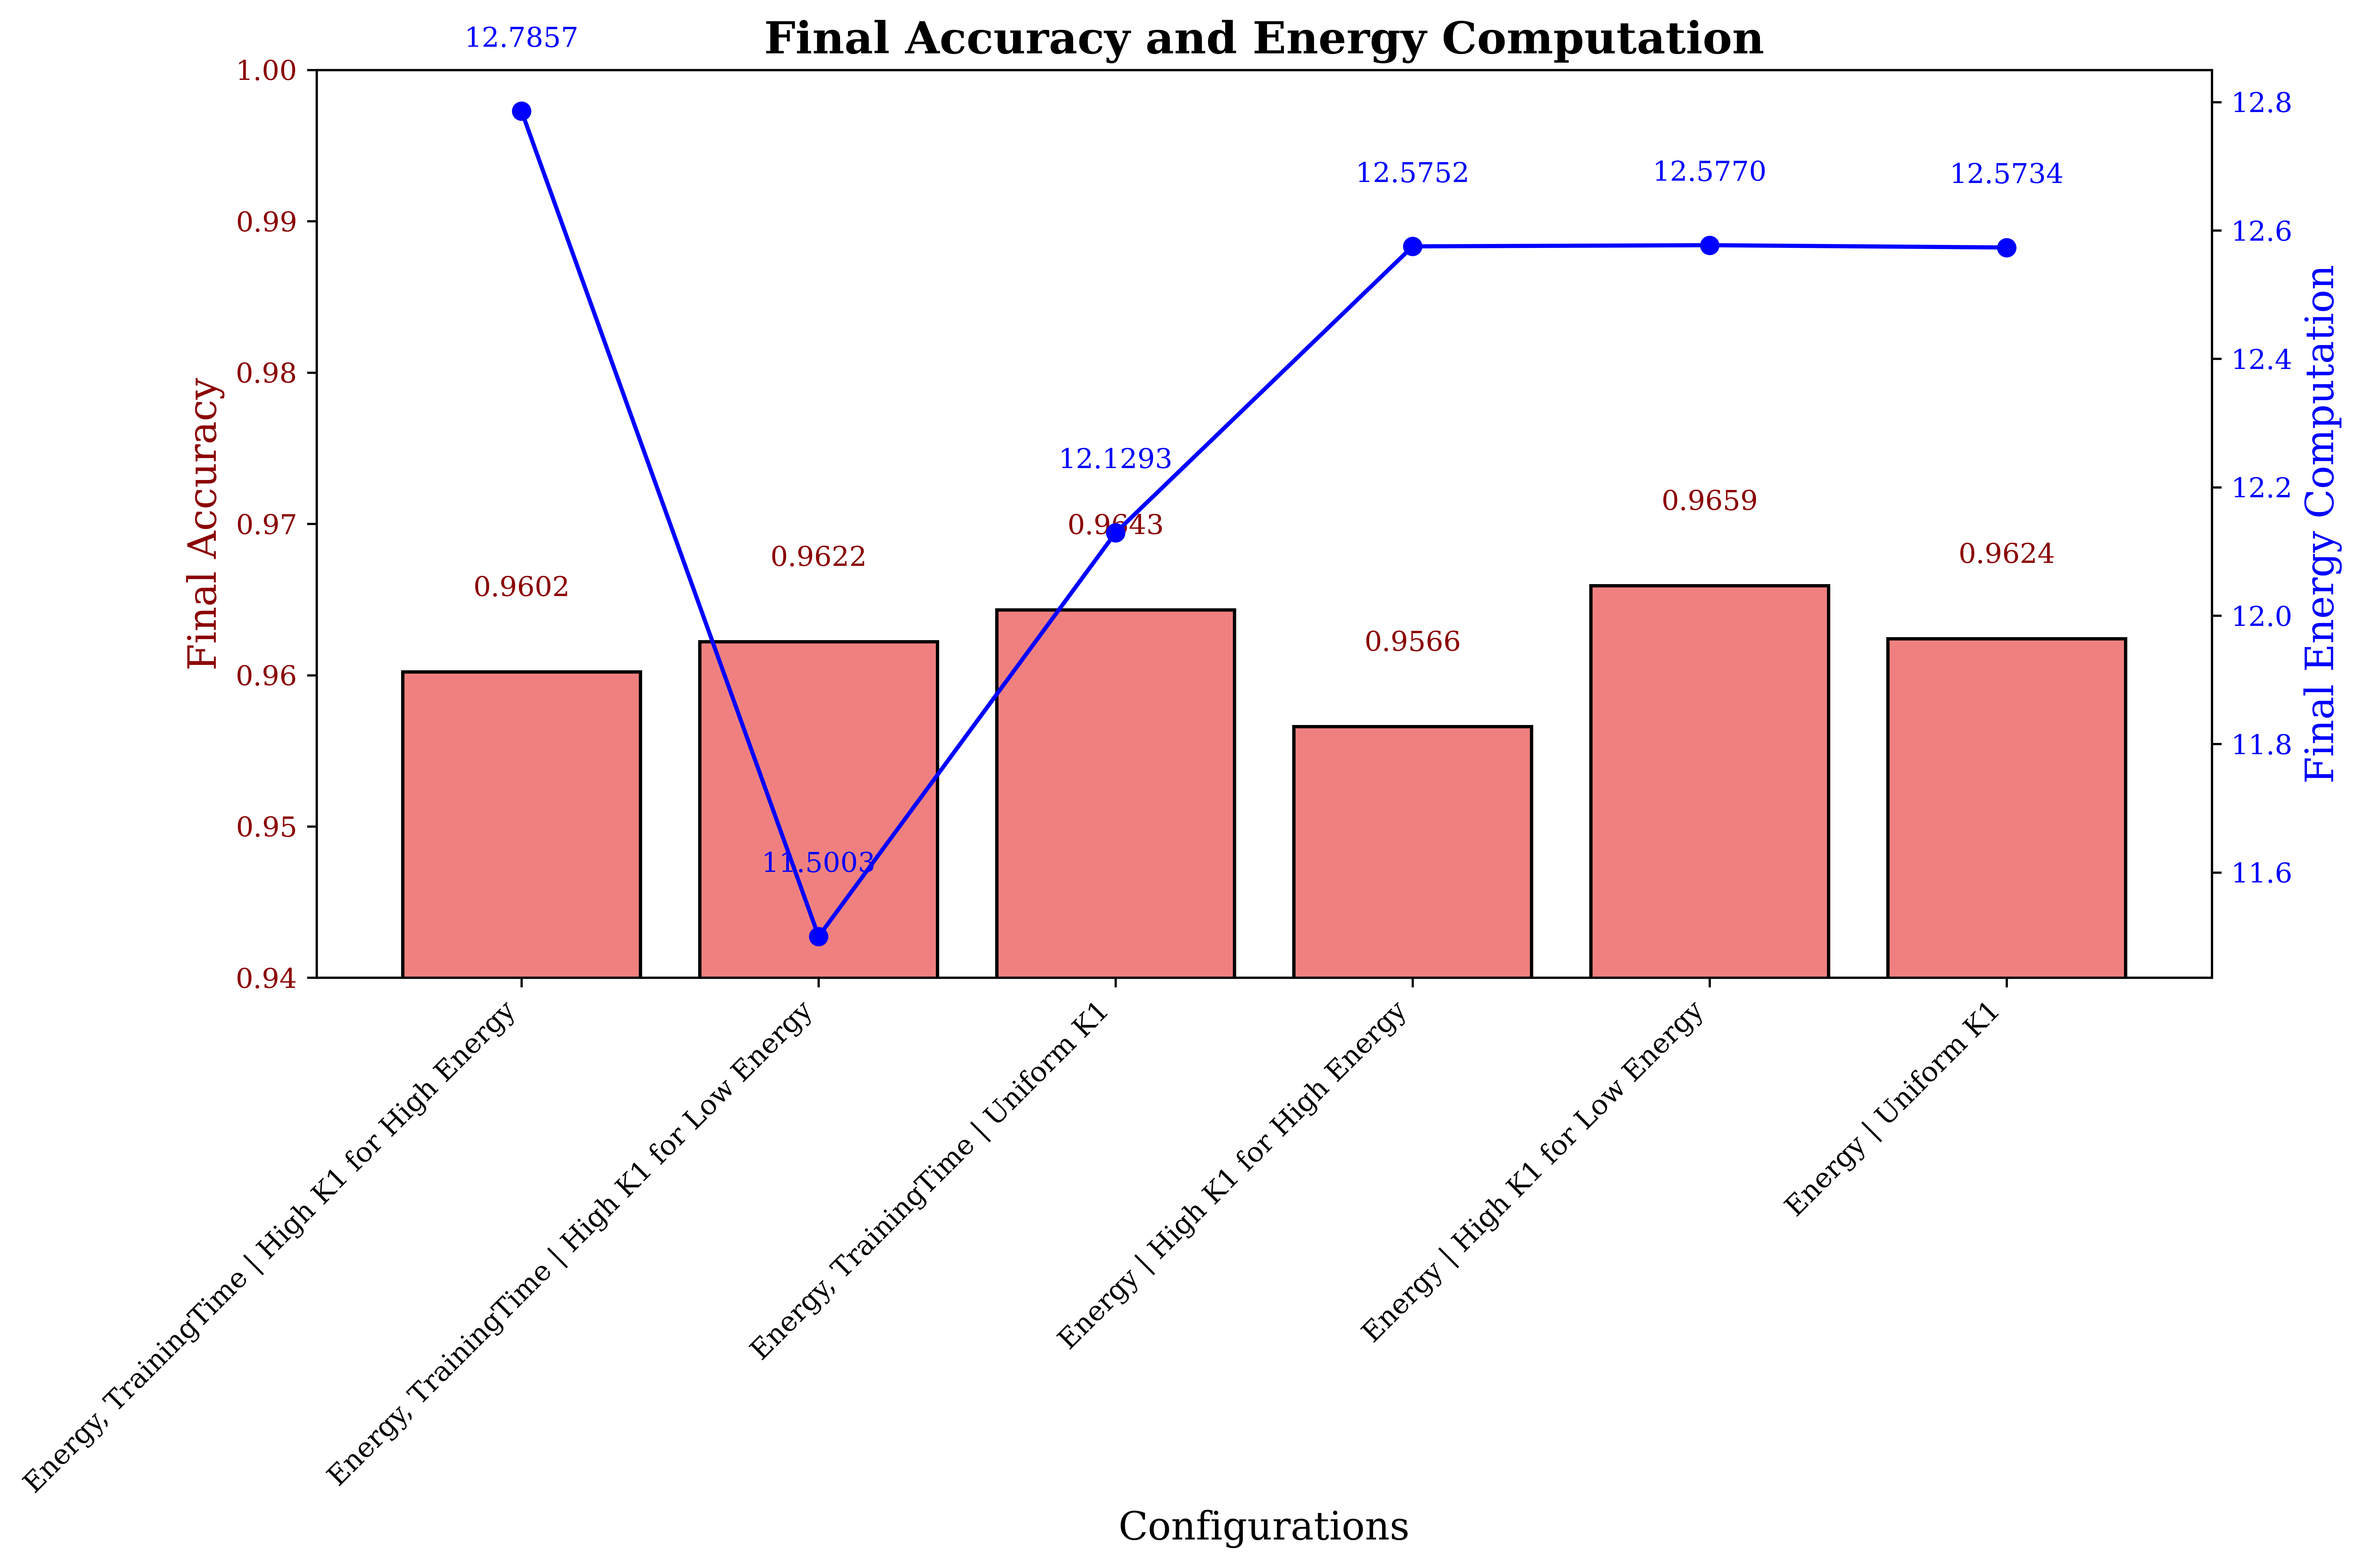 Final Accuracy and Energy Computation
12.7857
12.5752
12.5770
12.5734
12.1293
11.5003
0.9602
0.9622
0.9643
0.9566
0.9659
0.9624
Final Accuracy
1.00
0.99
0.98
0.97
0.96
0.95
0.94
Final Energy Computation
12.8
12.6
12.4
12.2
12.0
11.8
11.6
Energy, TrainingTime | High K1 for High Energy
Energy, TrainingTime | High K1 for Low Energy
Energy, TrainingTime | Uniform K1
Energy | High K1 for High Energy
Energy | High K1 for Low Energy
Energy | Uniform K1
Configurations